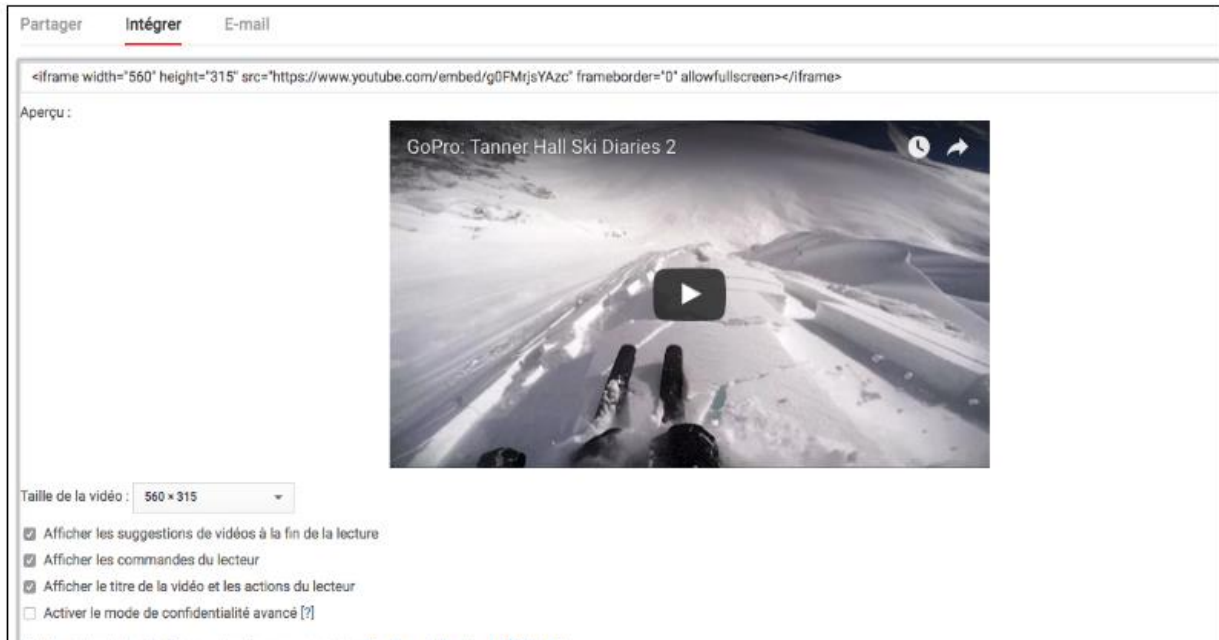 Partager Intégrer E-mail
<iframe width="560" height="315" src="https://www.youtube.com/embed/g0FMrjsYAzc" frameborder="0" allowfullscreen></iframe>
Aperçu :
GoPro: Tanner Hall Ski Diaries 2
Taille de la vidéo : 560 × 315
Afficher les suggestions de vidéos à la fin de la lecture
Afficher les commandes du lecteur
Afficher le titre de la vidéo et les actions du lecteur
Activer le mode de confidentialité avancé [?]